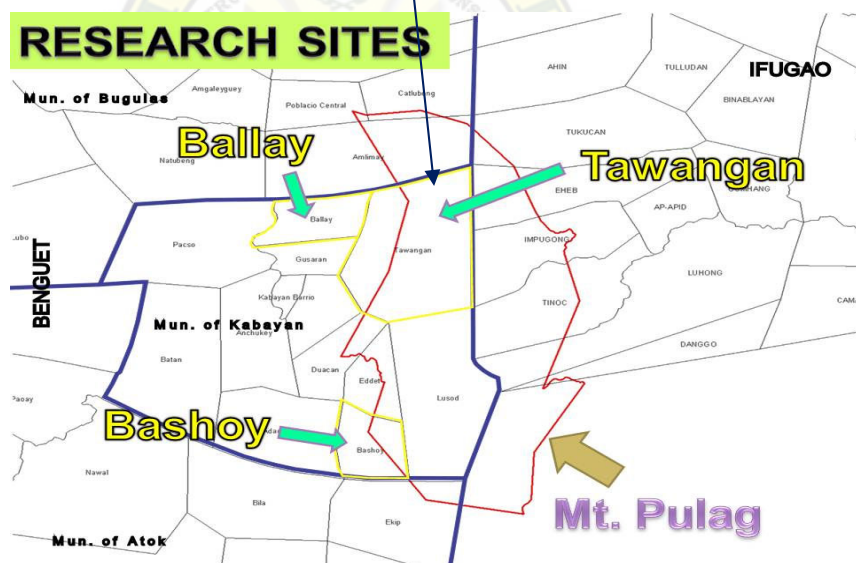 RESEARCH SITES
AHIN
TULLUDAN
IFUGAO
Mun. of Buguias
Amgaleyguey
Poblacio Central
Catlubong
BINABLAYAN
TUKUCAN
Ballay
Natubeng
Amlimay
Tawangan
EHEB
AP-APID
Ballay
IMPUGONG
Pacso
Tawangan
Gusaran
LUHONG
BENGUET
Kabayan Barrio
TINOC
CAMA
Mun. of Kabayan
Anchukey
DANGGO
Batan
Duacan
Eddet
Lusod
Paoay
Bashoy
Bashoy
Nawal
Bila
Ekip
Mt. Pulag
Mun. of Atok